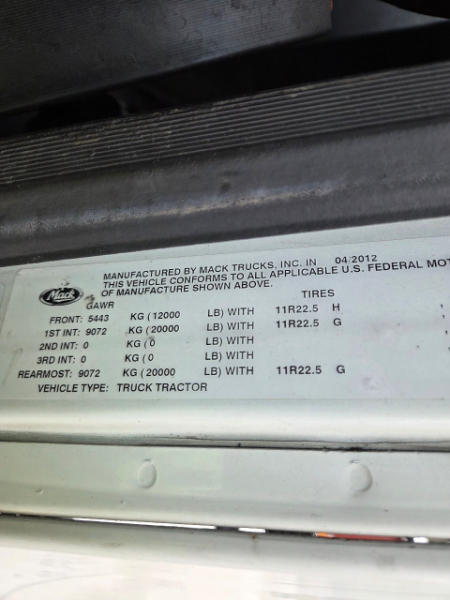 MANUFACTURED BY MACK TRUCKS, INC. IN 04/2012
THIS VEHICLE CONFORMS TO ALL APPLICABLE U.S. FEDERAL MOT
OF MANUFACTURE SHOWN ABOVE.
Mack
GAWR TIRES
FRONT: 5443 KG ( 12000 LB) WITH 11R22.5 H
1ST INT: 9072 KG ( 20000 LB) WITH 11R22.5 G
2ND INT: 0 KG ( 0 LB) WITH
3RD INT: 0 KG ( 0 LB) WITH
REARMOST: 9072 KG ( 20000 LB) WITH 11R22.5 G
VEHICLE TYPE: TRUCK TRACTOR